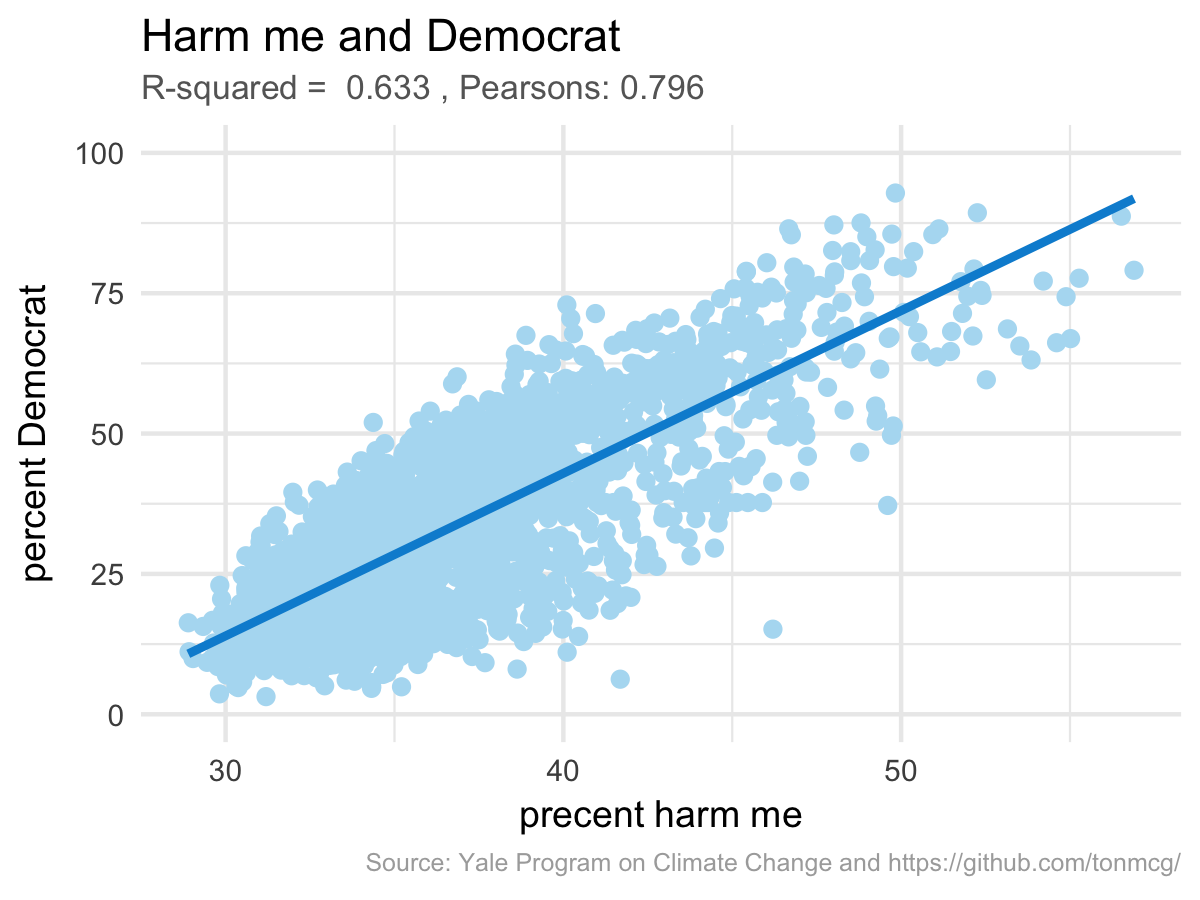 Harm me and Democrat
R-squared =  0.633 , Pearsons: 0.796
percent Democrat
100
75
50
25
0
30 40 50
precent harm me
Source: Yale Program on Climate Change and https://github.com/tonmcg/